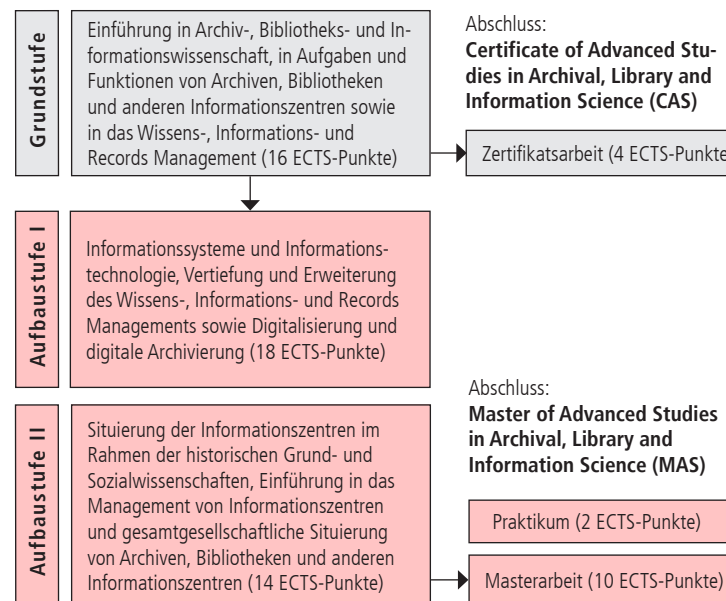 Grundstufe
Einführung in Archiv-, Bibliotheks- und In-
formationswissenschaft, in Aufgaben und
Funktionen von Archiven, Bibliotheken
und anderen Informationszentren sowie
in das Wissens-, Informations- und
Records Management (16 ECTS-Punkte)
Abschluss:
Certificate of Advanced Stu-
dies in Archival, Library and
Information Science (CAS)
Zertifikatsarbeit (4 ECTS-Punkte
Aufbaustufe I
Informationssysteme und Informations-
technologie, Vertiefung und Erweiterung
des Wissens-, Informations- und Records
Managements sowie Digitalisierung und
digitale Archivierung (18 ECTS-Punkte)
Aufbaustufe II
Situierung der Informationszentren im
Rahmen der historischen Grund- und
Sozialwissenschaften, Einführung in das
Management von Informationszentren
und gesamtgesellschaftliche Situierung
von Archiven, Bibliotheken und anderen
Informationszentren (14 ECTS-Punkte)
Abschluss:
Master of Advanced Studies
in Archival, Library and
Information Science (MAS)
Praktikum (2 ECTS-Punkte)
Masterarbeit (10 ECTS-Punkte)